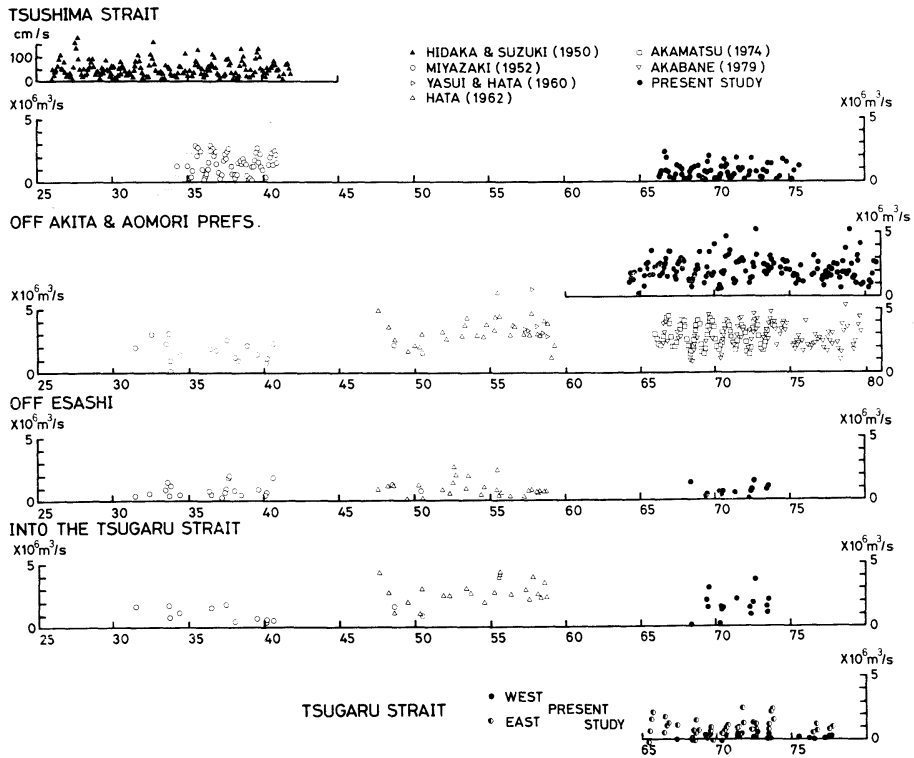 TSUSHIMA STRAIT
cm/s
100
0
▲ HIDAKA & SUZUKI (1950)
○ MIYAZAKI (1952)
▷ YASUI & HATA (1960)
△ HATA (1962)
□ AKAMATSU (1974)
▽ AKABANE (1979)
● PRESENT STUDY
X10⁶m³/s
5
0
X10⁶m³/s
5
0
25 30 35 40 45 50 55 60 65 70 75 80
OFF AKITA & AOMORI PREFS.
X10⁶m³/s
5
0
X10⁶m³/s
5
0
5
0
25 30 35 40 45 50 55 60 65 70 75 80
OFF ESASHI
X10⁶m³/s
5
0
X10⁶m³/s
5
0
30 35 40 45 50 55 60 65 70 75
INTO THE TSUGARU STRAIT
X10⁶m³/s
5
0
X10⁶m³/s
5
0
25 30 35 40 45 50 55 60 65 70 75
TSUGARU STRAIT
● WEST
◐ EAST
PRESENT
STUDY
X10⁶m³/s
5
0
65 70 75